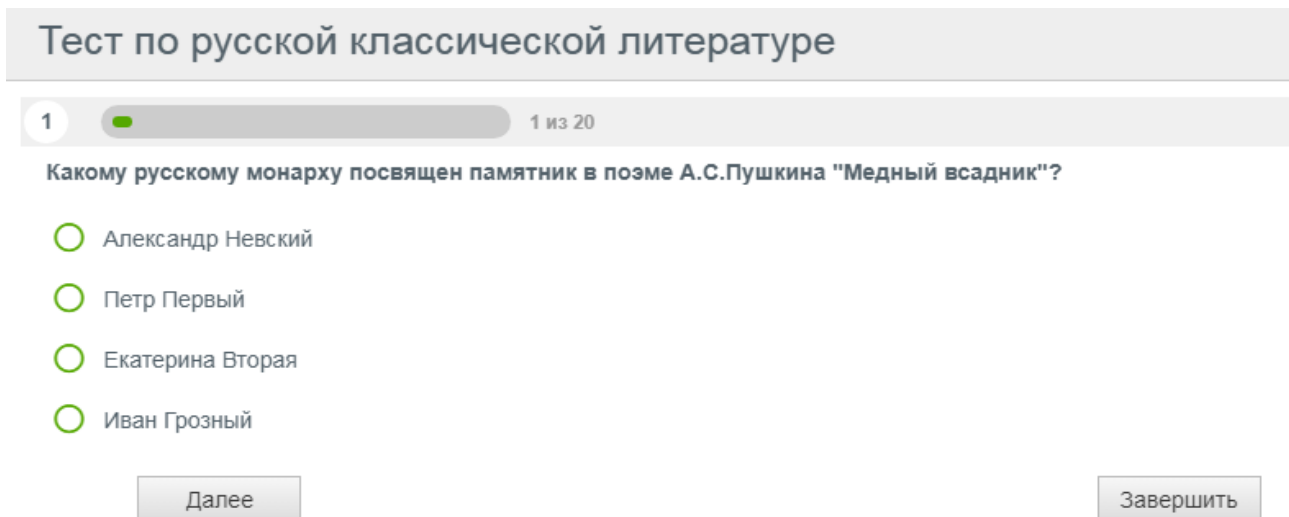 Тест по русской классической литературе
1 1 из 20
Какому русскому монарху посвящен памятник в поэме А.С.Пушкина "Медный всадник"?
Александр Невский
Петр Первый
Екатерина Вторая
Иван Грозный
Далее Завершить